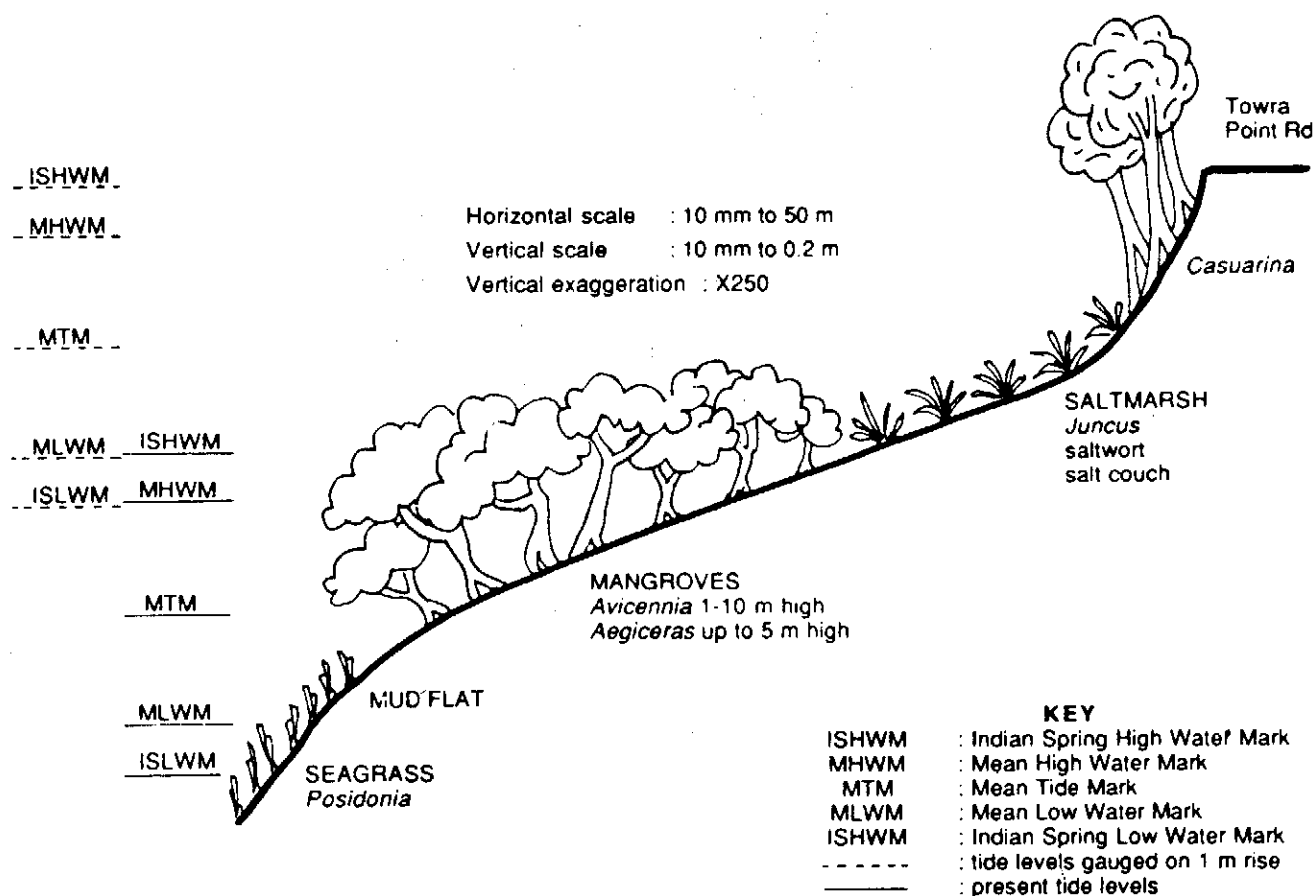 Towra
Point Rd
ISHWM
MHWM
Horizontal scale : 10 mm to 50 m
Vertical scale : 10 mm to 0.2 m
Vertical exaggeration : X250
Casuarina
MTM
MLWM ISHWM
ISLWM MHWM
SALTMARSH
Juncus
saltwort
salt couch
MTM
MANGROVES
Avicennia 1-10 m high
Aegiceras up to 5 m high
MUD FLAT
MLWM
ISLWM
SEAGRASS
Posidonia
KEY
ISHWM : Indian Spring High Water Mark
MHWM : Mean High Water Mark
MTM : Mean Tide Mark
MLWM : Mean Low Water Mark
ISHWM : Indian Spring Low Water Mark
----- : tide levels gauged on 1 m rise
_____ : present tide levels